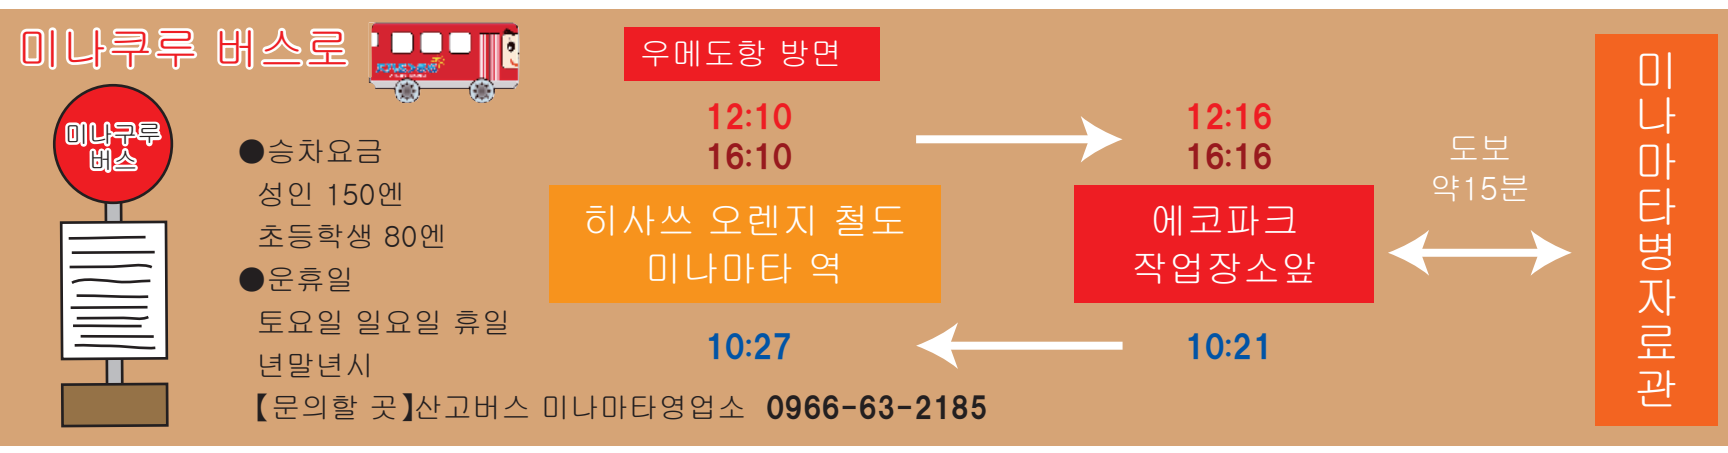 미나쿠루 버스로
미나구루
버스
●승차요금
성인 150엔
초등학생 80엔
●운휴일
토요일 일요일 휴일
년말년시
【문의할 곳】산고버스 미나마타영업소 0966-63-2185
우메도항 방면
12:10
16:10
히사쓰 오렌지 철도
미나마타 역
10:27
12:16
16:16
에코파크
작업장소앞
10:21
도보
약15분
미나마타병자료관